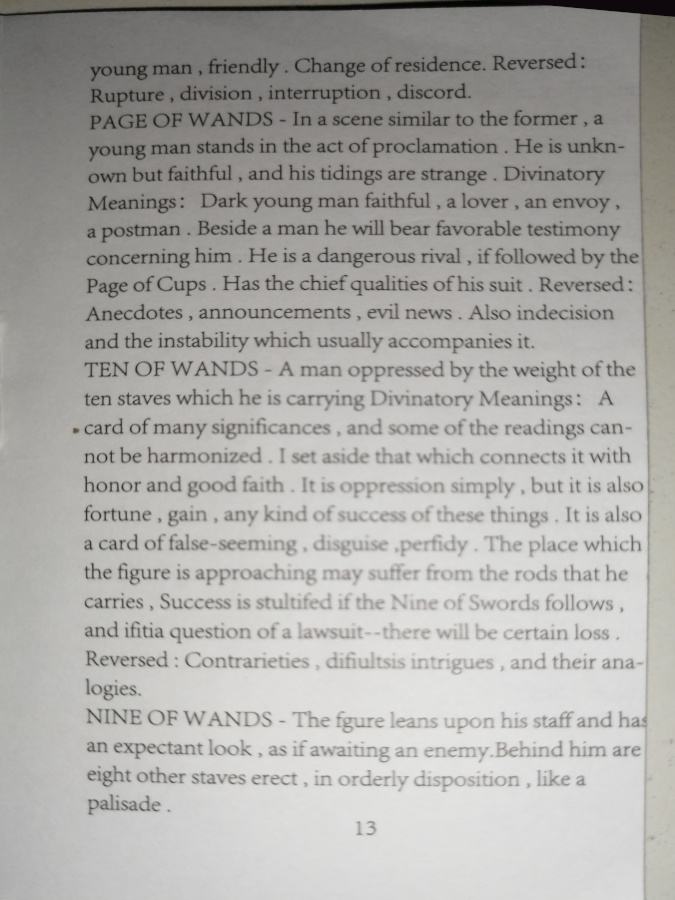 young man , friendly . Change of residence. Reversed:
Rupture , division , interruption , discord.
PAGE OF WANDS - In a scene similar to the former , a
young man stands in the act of proclamation . He is unkn-
own but faithful , and his tidings are strange . Divinatory
Meanings: Dark young man faithful , a lover , an envoy ,
a postman . Beside a man he will bear favorable testimony
concerning him . He is a dangerous rival , if followed by the
Page of Cups . Has the chief qualities of his suit . Reversed:
Anecdotes , announcements , evil news . Also indecision
and the instability which usually accompanies it.
TEN OF WANDS - A man oppressed by the weight of the
ten staves which he is carrying Divinatory Meanings: A
card of many significances , and some of the readings can-
not be harmonized . I set aside that which connects it with
honor and good faith . It is oppression simply , but it is also
fortune , gain , any kind of success of these things . It is also
a card of false-seeming , disguise ,perfidy . The place which
the figure is approaching may suffer from the rods that he
carries , Success is stultifed if the Nine of Swords follows ,
and ifitia question of a lawsuit--there will be certain loss .
Reversed : Contrarieties , difiultsis intrigues , and their ana-
logies.
NINE OF WANDS - The fgure leans upon his staff and has
an expectant look , as if awaiting an enemy.Behind him are
eight other staves erect , in orderly disposition , like a
palisade .
13